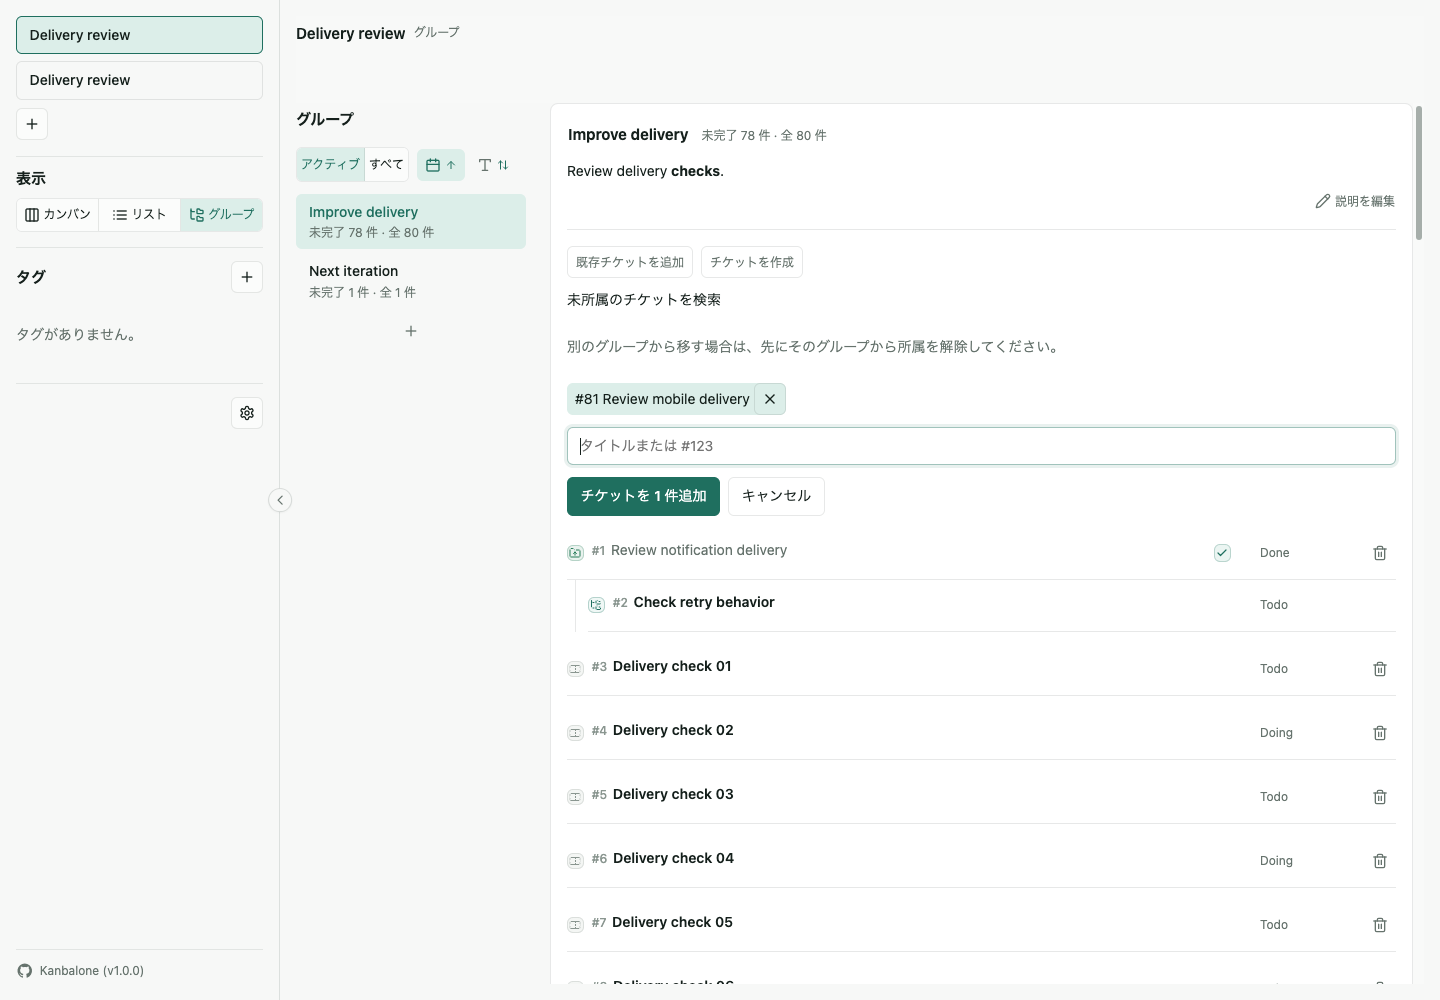 Delivery review
Delivery review
表示
カンバン
リスト
グループ
タグ
タグがありません。
Kanbalone (v1.0.0)
Delivery review グループ
グループ
アクティブ
すべて
Improve delivery
未完了 78 件 · 全 80 件
Next iteration
未完了 1 件 · 全 1 件
Improve delivery 未完了 78 件 · 全 80 件
Review delivery checks.
説明を編集
既存チケットを追加
チケットを作成
未所属のチケットを検索
別のグループから移す場合は、先にそのグループから所属を解除してください。
#81 Review mobile delivery
タイトルまたは #123
チケットを 1 件追加
キャンセル
#1 Review notification delivery Done
#2 Check retry behavior Todo
#3 Delivery check 01 Todo
#4 Delivery check 02 Doing
#5 Delivery check 03 Todo
#6 Delivery check 04 Doing
#7 Delivery check 05 Todo